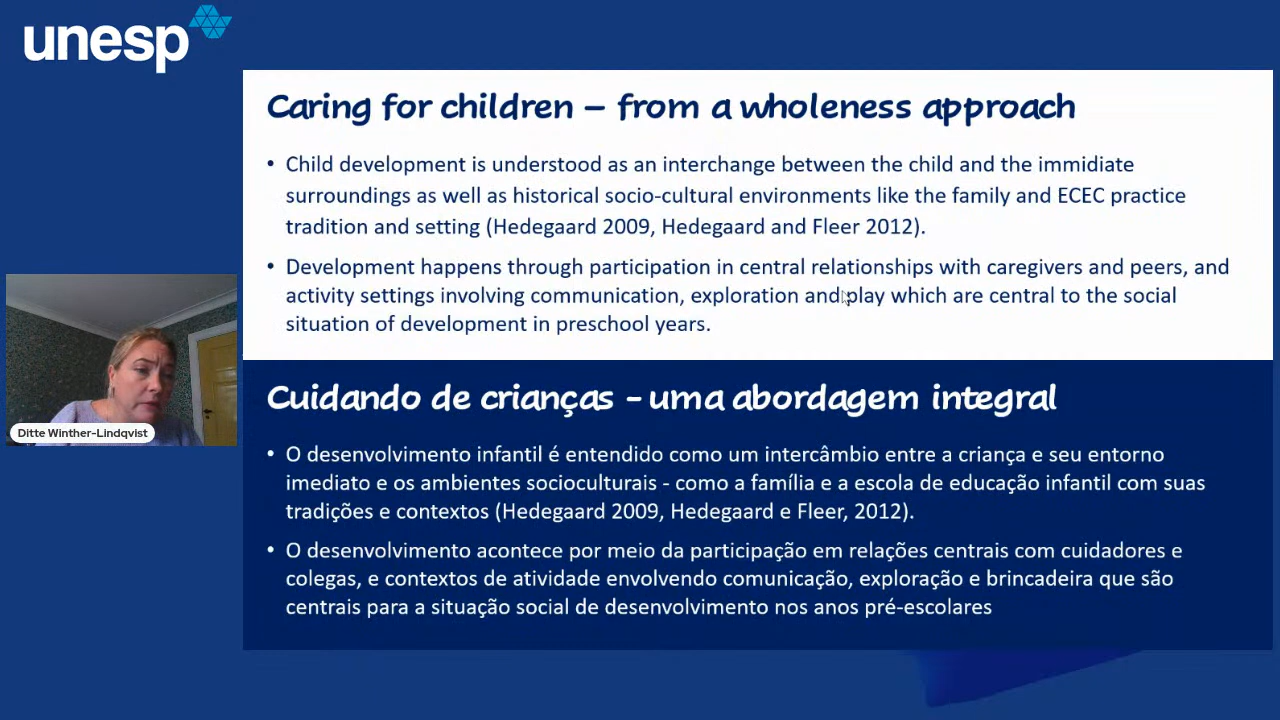 unesp
Caring for children – from a wholeness approach
• Child development is understood as an interchange between the child and the immidiate
surroundings as well as historical socio-cultural environments like the family and ECEC practice
tradition and setting (Hedegaard 2009, Hedegaard and Fleer 2012).
• Development happens through participation in central relationships with caregivers and peers, and
activity settings involving communication, exploration and play which are central to the social
situation of development in preschool years.
Ditte Winther-Lindqvist
Cuidando de crianças - uma abordagem integral
• O desenvolvimento infantil é entendido como um intercâmbio entre a criança e seu entorno
imediato e os ambientes socioculturais - como a família e a escola de educação infantil com suas
tradições e contextos (Hedegaard 2009, Hedegaard e Fleer, 2012).
• O desenvolvimento acontece por meio da participação em relações centrais com cuidadores e
colegas, e contextos de atividade envolvendo comunicação, exploração e brincadeira que são
centrais para a situação social de desenvolvimento nos anos pré-escolares